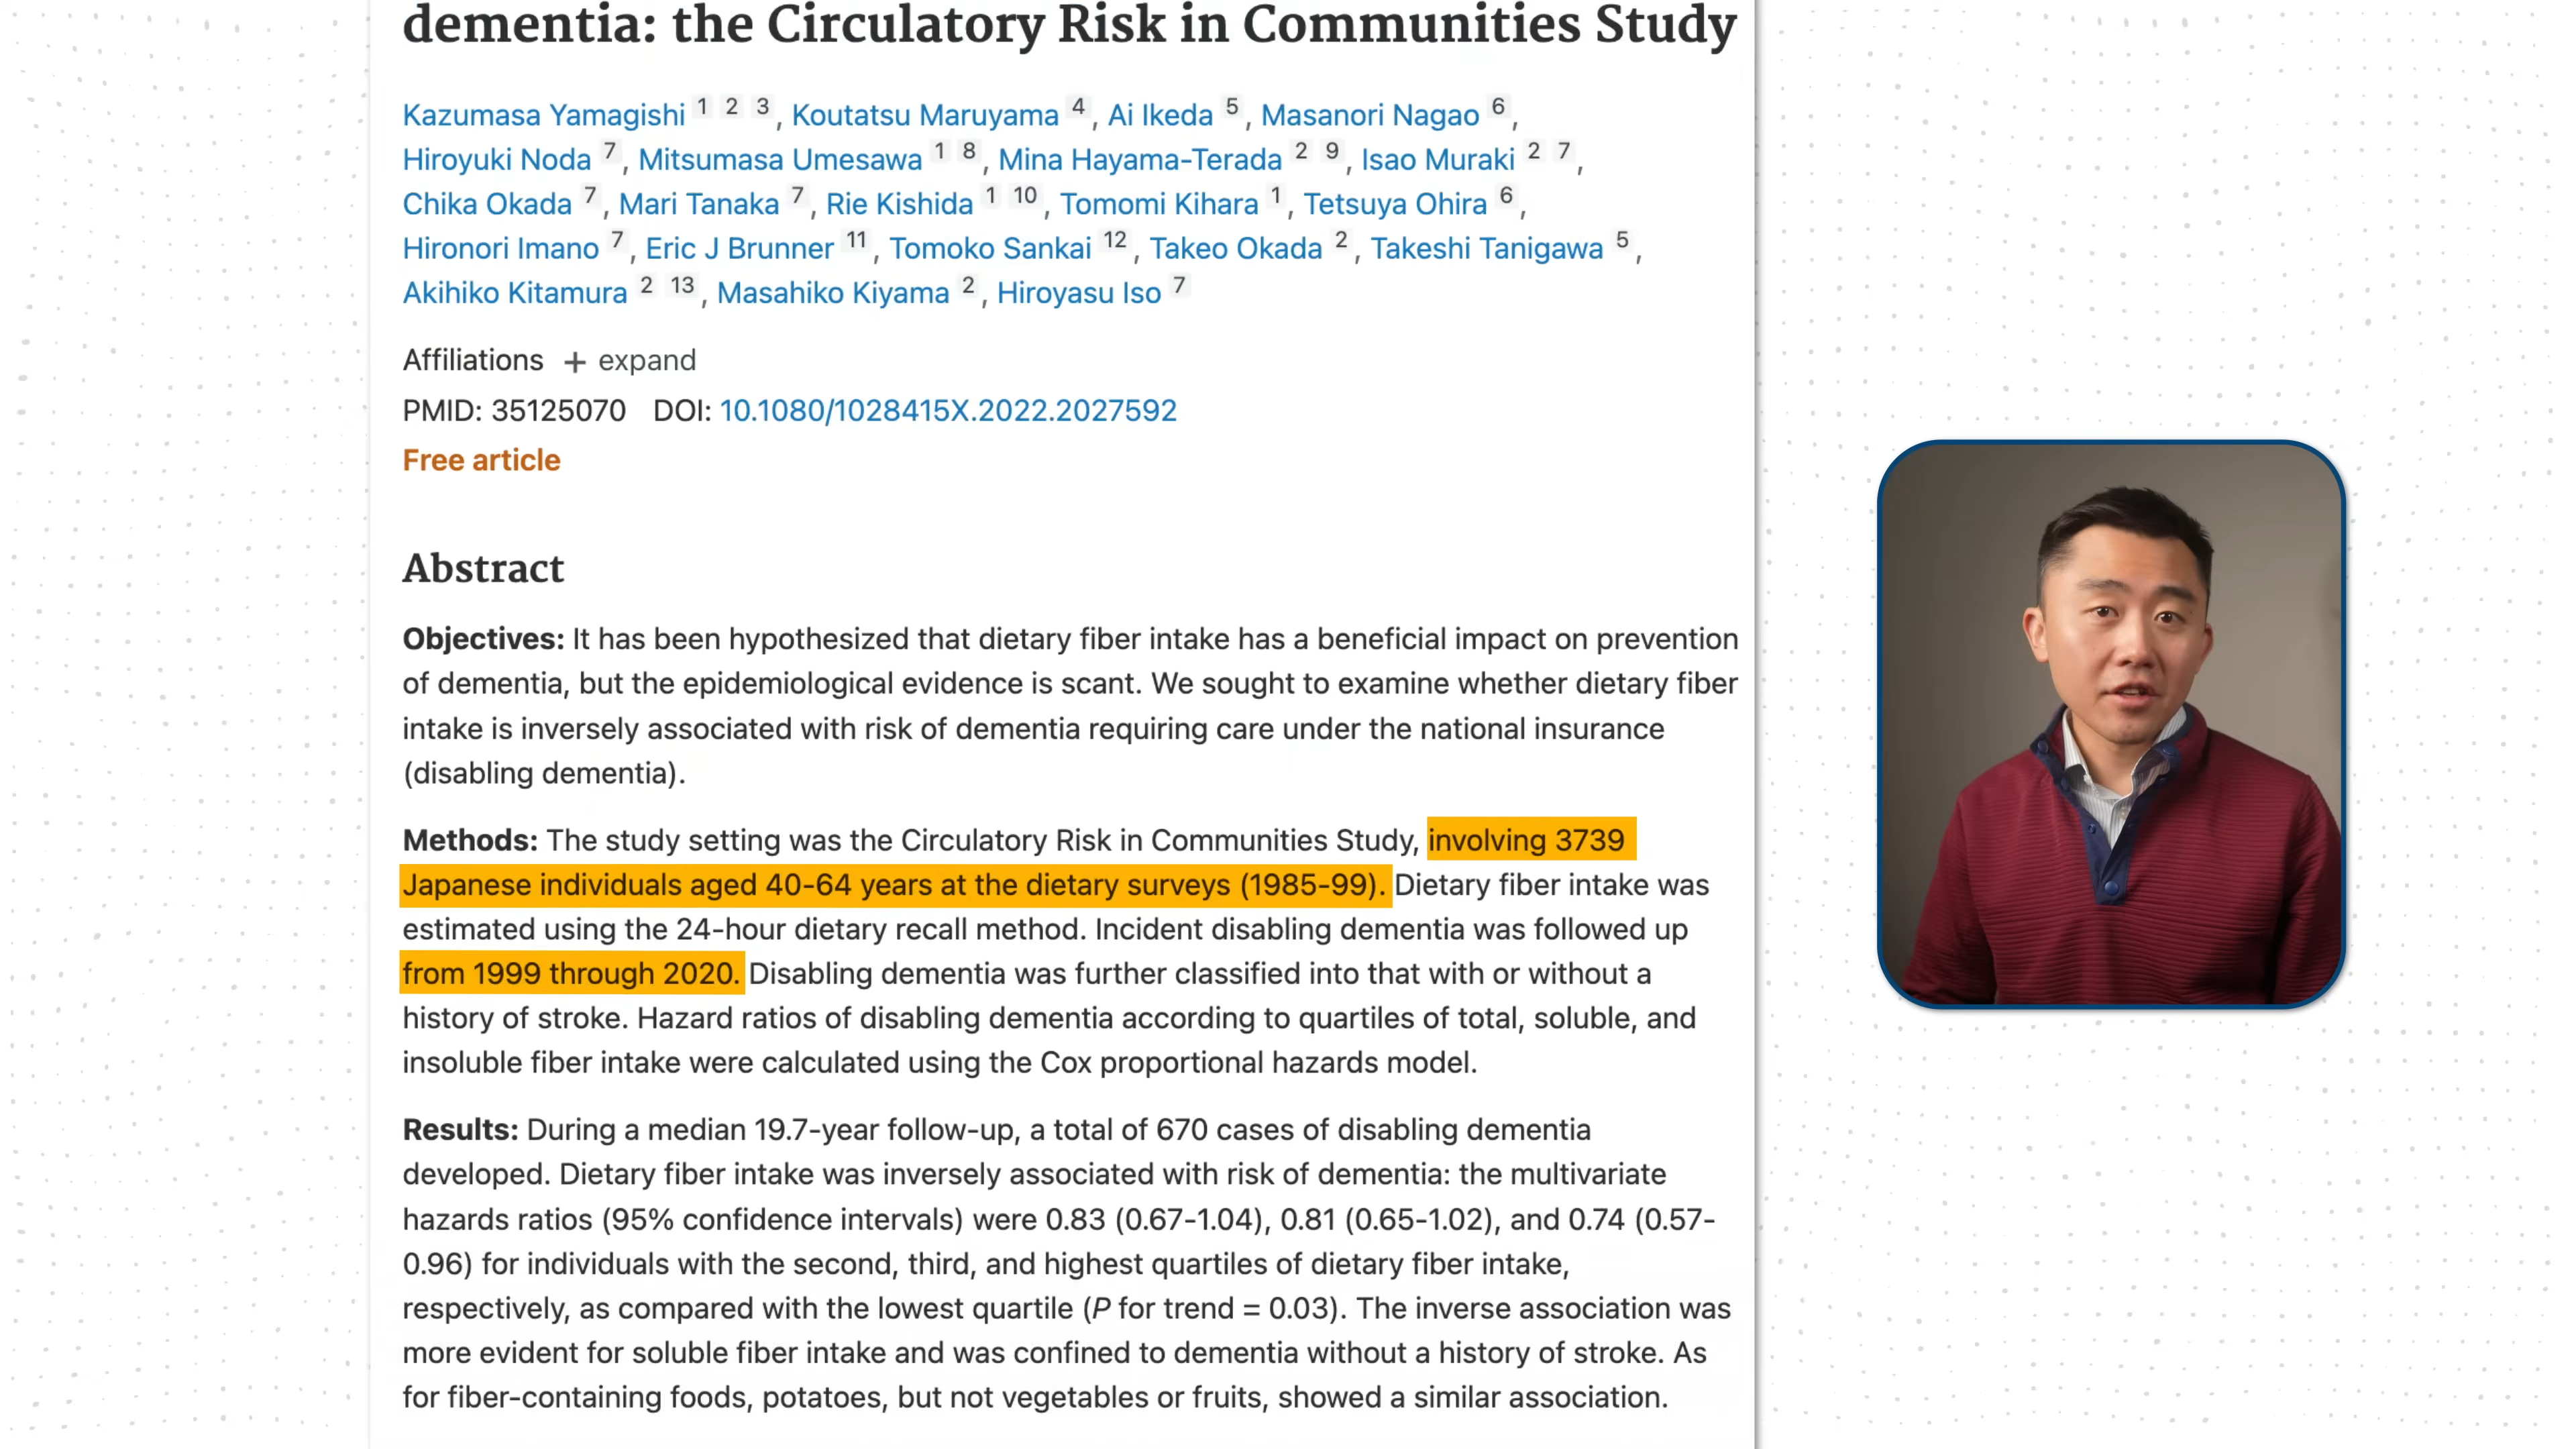 dementia: the Circulatory Risk in Communities Study
Kazumasa Yamagishi 1 2 3, Koutatsu Maruyama 4, Ai Ikeda 5, Masanori Nagao 6,
Hiroyuki Noda 7, Mitsumasa Umesawa 1 8, Mina Hayama-Terada 2 9, Isao Muraki 2 7,
Chika Okada 7, Mari Tanaka 7, Rie Kishida 1 10, Tomomi Kihara 1, Tetsuya Ohira 6,
Hironori Imano 7, Eric J Brunner 11, Tomoko Sankai 12, Takeo Okada 2, Takeshi Tanigawa 5,
Akihiko Kitamura 2 13, Masahiko Kiyama 2, Hiroyasu Iso 7
Affiliations + expand
PMID: 35125070 DOI: 10.1080/1028415X.2022.2027592
Free article
Abstract
Objectives: It has been hypothesized that dietary fiber intake has a beneficial impact on prevention
of dementia, but the epidemiological evidence is scant. We sought to examine whether dietary fiber
intake is inversely associated with risk of dementia requiring care under the national insurance
(disabling dementia).
Methods: The study setting was the Circulatory Risk in Communities Study, involving 3739
Japanese individuals aged 40-64 years at the dietary surveys (1985-99). Dietary fiber intake was
estimated using the 24-hour dietary recall method. Incident disabling dementia was followed up
from 1999 through 2020. Disabling dementia was further classified into that with or without a
history of stroke. Hazard ratios of disabling dementia according to quartiles of total, soluble, and
insoluble fiber intake were calculated using the Cox proportional hazards model.
Results: During a median 19.7-year follow-up, a total of 670 cases of disabling dementia
developed. Dietary fiber intake was inversely associated with risk of dementia: the multivariate
hazards ratios (95% confidence intervals) were 0.83 (0.67-1.04), 0.81 (0.65-1.02), and 0.74 (0.57-
0.96) for individuals with the second, third, and highest quartiles of dietary fiber intake,
respectively, as compared with the lowest quartile (P for trend = 0.03). The inverse association was
more evident for soluble fiber intake and was confined to dementia without a history of stroke. As
for fiber-containing foods, potatoes, but not vegetables or fruits, showed a similar association.